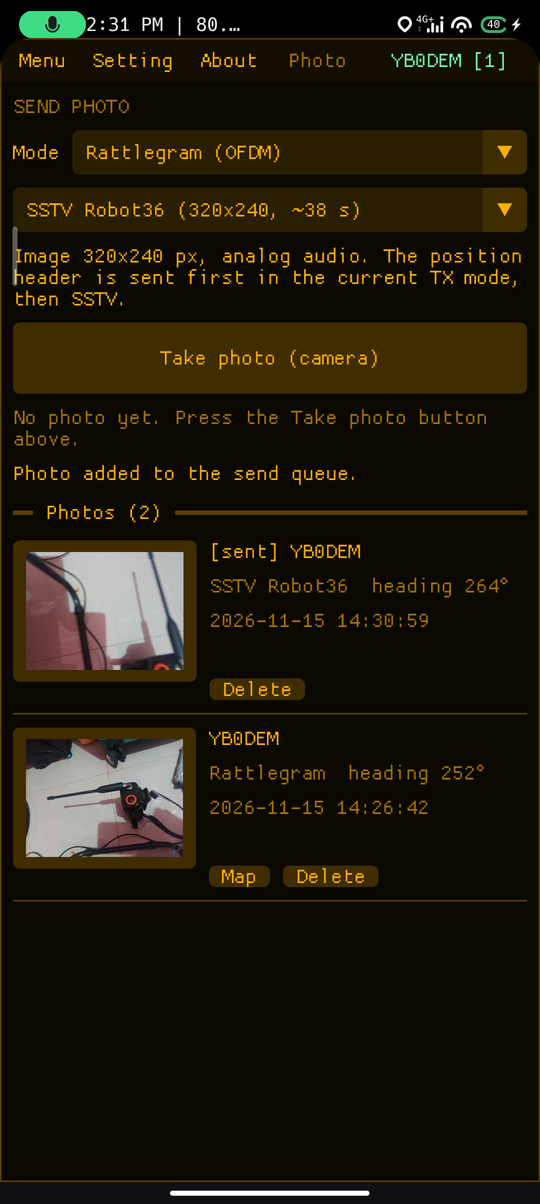 2:31 PM | 80.…
4G+
40
Menu Setting About Photo YB0DEM [1]
SEND PHOTO
Mode Rattlegram (OFDM)
SSTV Robot36 (320x240, ~38 s)
Image 320x240 px, analog audio. The position
header is sent first in the current TX mode,
then SSTV.
Take photo (camera)
No photo yet. Press the Take photo button
above.
Photo added to the send queue.
Photos (2)
[sent] YB0DEM
SSTV Robot36 heading 264°
2026-11-15 14:30:59
Delete
YB0DEM
Rattlegram heading 252°
2026-11-15 14:26:42
Map Delete